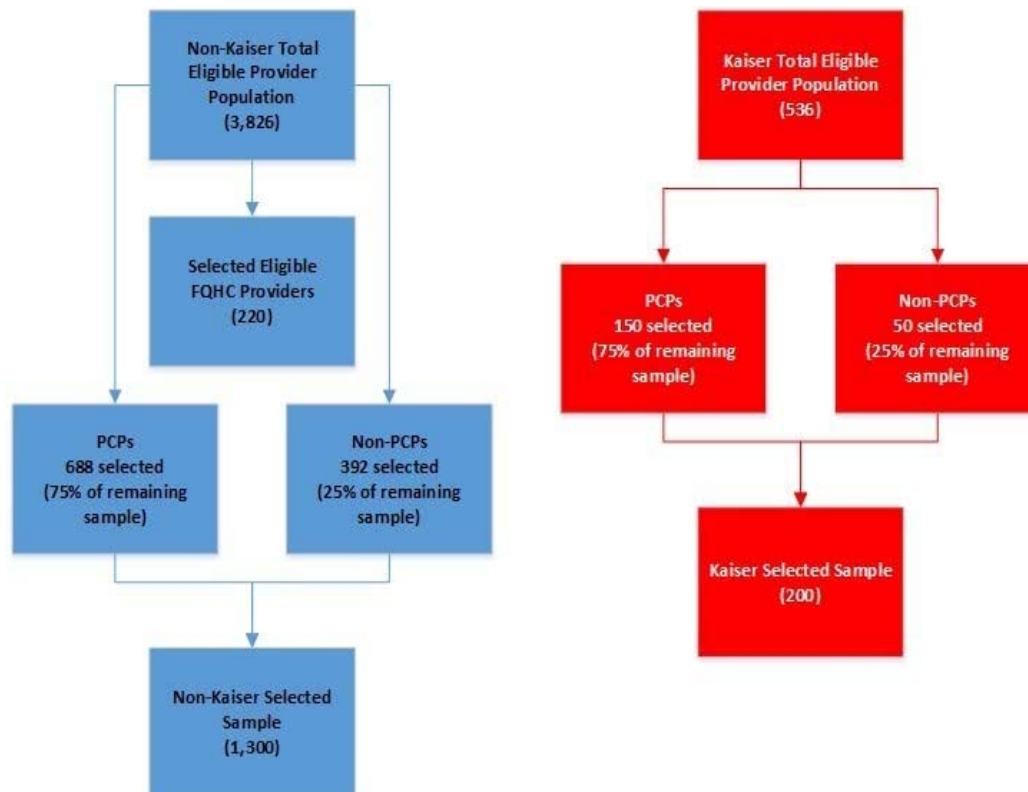 Non-Kaiser Total
Eligible Provider
Population
(3,826)
Selected Eligible
FQHC Providers
(220)
PCPs
688 selected
(75% of remaining
sample)
Non-PCPs
392 selected
(25% of remaining
sample)
Non-Kaiser Selected
Sample
(1,300)
Kaiser Total Eligible
Provider Population
(536)
PCPs
150 selected
(75% of remaining
sample)
Non-PCPs
50 selected
(25% of remaining
sample)
Kaiser Selected Sample
(200)